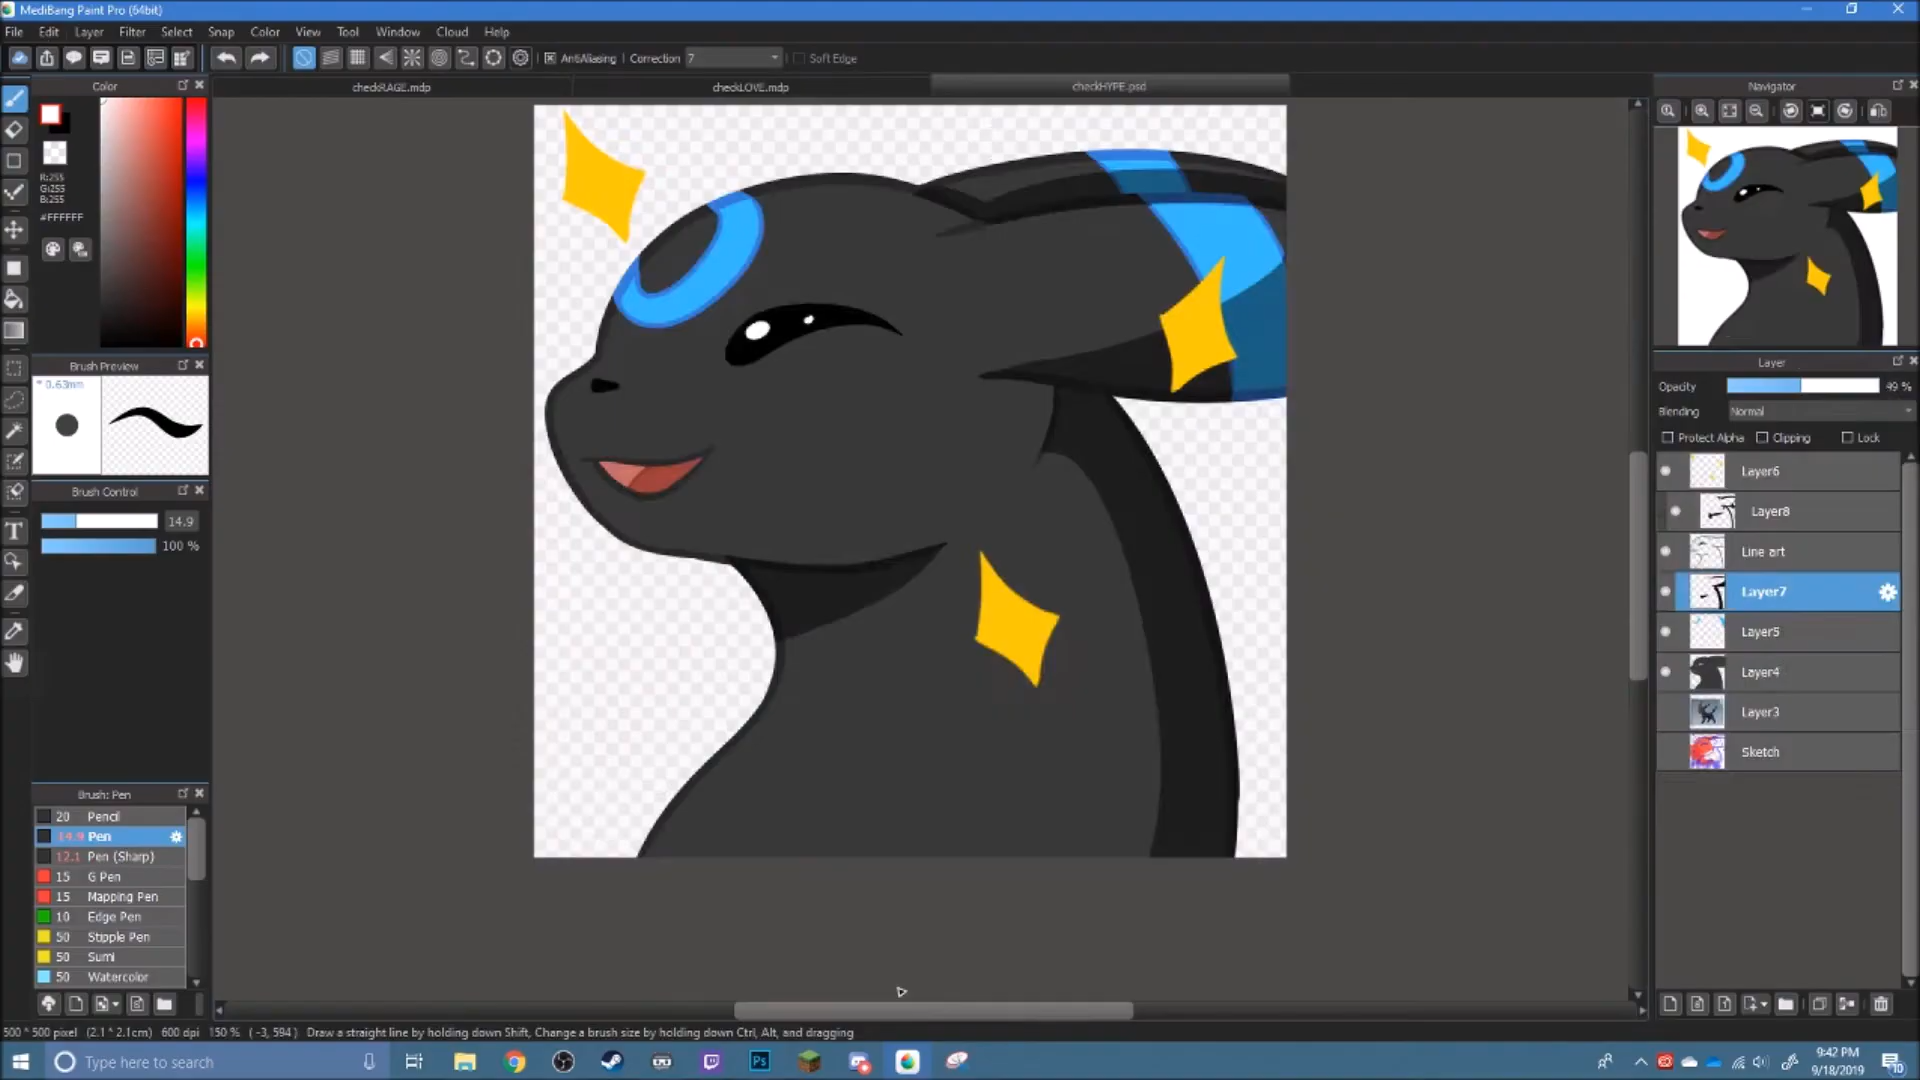 MediBang Paint Pro (64bit)
File Edit Layer Filter Select Snap Color View Tool Window Cloud Help
AntiAliasing Correction 7 Soft Edge
Color
checkRAGE.mdp
checkLOVE.mdp
checkHYPE.psd
Navigator
R:255
G:255
B:255
#FFFFFF
Brush Preview
* 0.63mm
Brush Control
14.9
100 %
Layer
Opacity 49 %
Blending Normal
Protect Alpha Clipping Lock
Layer6
Layer8
Line art
Layer7
Layer5
Layer4
Layer3
Sketch
Brush: Pen
20 Pencil
14.9 Pen
12.1 Pen (Sharp)
15 G Pen
15 Mapping Pen
10 Edge Pen
50 Stipple Pen
50 Sumi
50 Watercolor
500 * 500 pixel (2.1 * 2.1cm) 600 dpi 150 % ( -3, 594 ) Draw a straight line by holding down Shift, Change a brush size by holding down Ctrl, Alt, and dragging
Type here to search
Ps
9:42 PM
9/18/2019
10